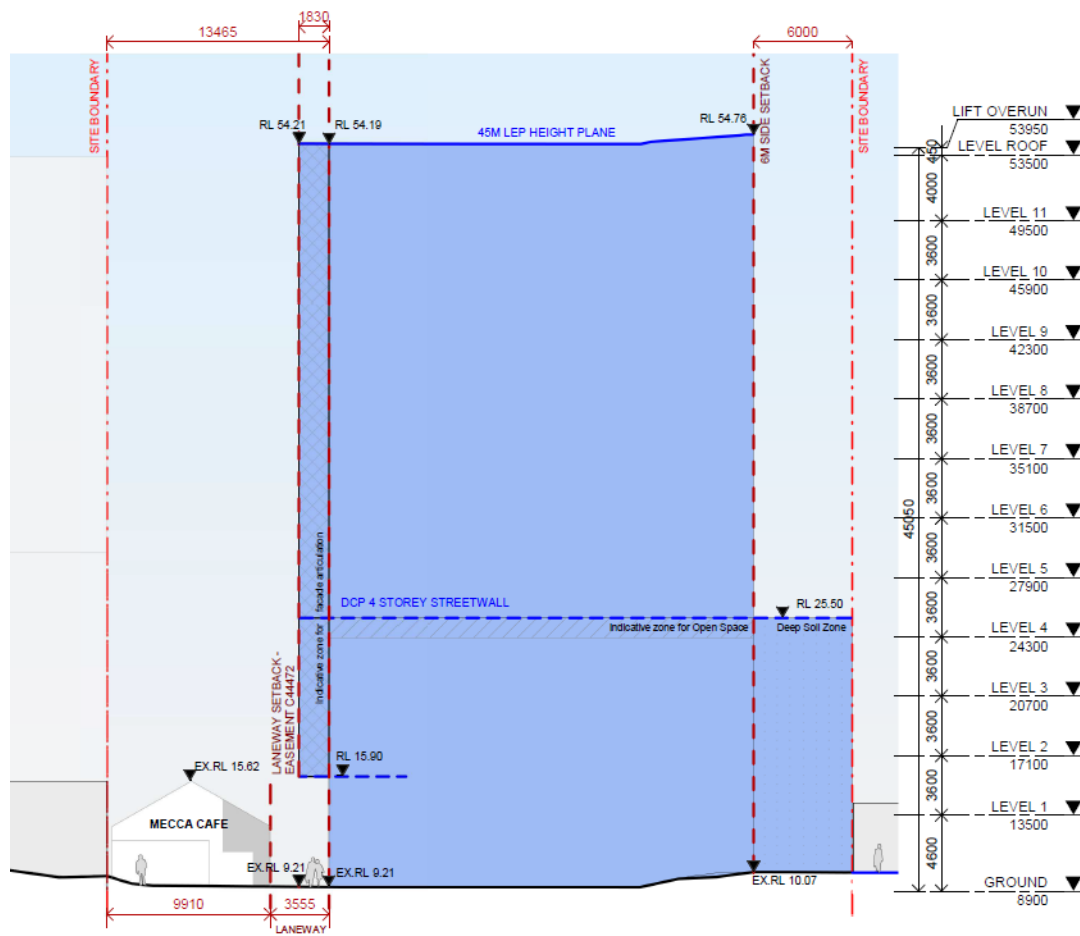 1830
13465
6000
SITE BOUNDARY
6M SIDE SETBACK
SITE BOUNDARY
RL 54.21
RL 54.19
45M LEP HEIGHT PLANE
RL 54.76
LIFT OVERUN
53950
450
LEVEL ROOF
53500
4000
LEVEL 11
49500
3600
LEVEL 10
45900
3600
LEVEL 9
42300
3600
LEVEL 8
38700
3600
LEVEL 7
35100
3600
LEVEL 6
31500
45050
3600
LEVEL 5
27900
3600
LEVEL 4
24300
3600
LEVEL 3
20700
3600
LEVEL 2
17100
3600
LEVEL 1
13500
4600
GROUND
8900
Indicative zone for facade articulation
DCP 4 STOREY STREETWALL
RL 25.50
Indicative zone for Open Space
Deep Soil Zone
LANEWAY SETBACK -
EASEMENT C44472
RL 15.90
EX.RL 15.62
MECCA CAFE
EX.RL 9.21
EX.RL 9.21
EX.RL 10.07
9910
3555
LANEWAY